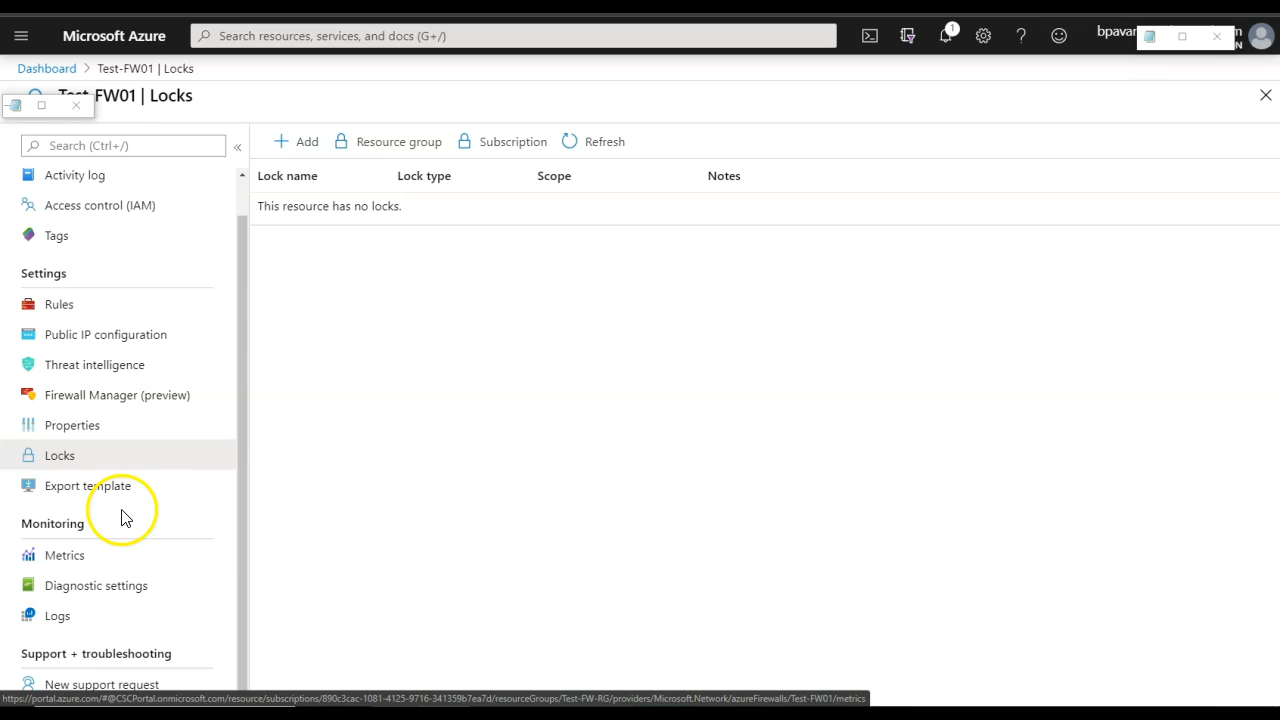 Microsoft Azure
Search resources, services, and docs (G+/)
1
bpavar
m
N
Dashboard > Test-FW01 | Locks
Test-FW01 | Locks
Search (Ctrl+/)
«
Add
Resource group
Subscription
Refresh
Activity log
Access control (IAM)
Tags
Settings
Rules
Public IP configuration
Threat intelligence
Firewall Manager (preview)
Properties
Locks
Export template
Monitoring
Metrics
Diagnostic settings
Logs
Support + troubleshooting
New support request
Lock name Lock type Scope Notes
This resource has no locks.
https://portal.azure.com/#@CSCPortal.onmicrosoft.com/resource/subscriptions/890c3cac-1081-4125-9716-341359b7ea7d/resourceGroups/Test-FW-RG/providers/Microsoft.Network/azureFirewalls/Test-FW01/metrics